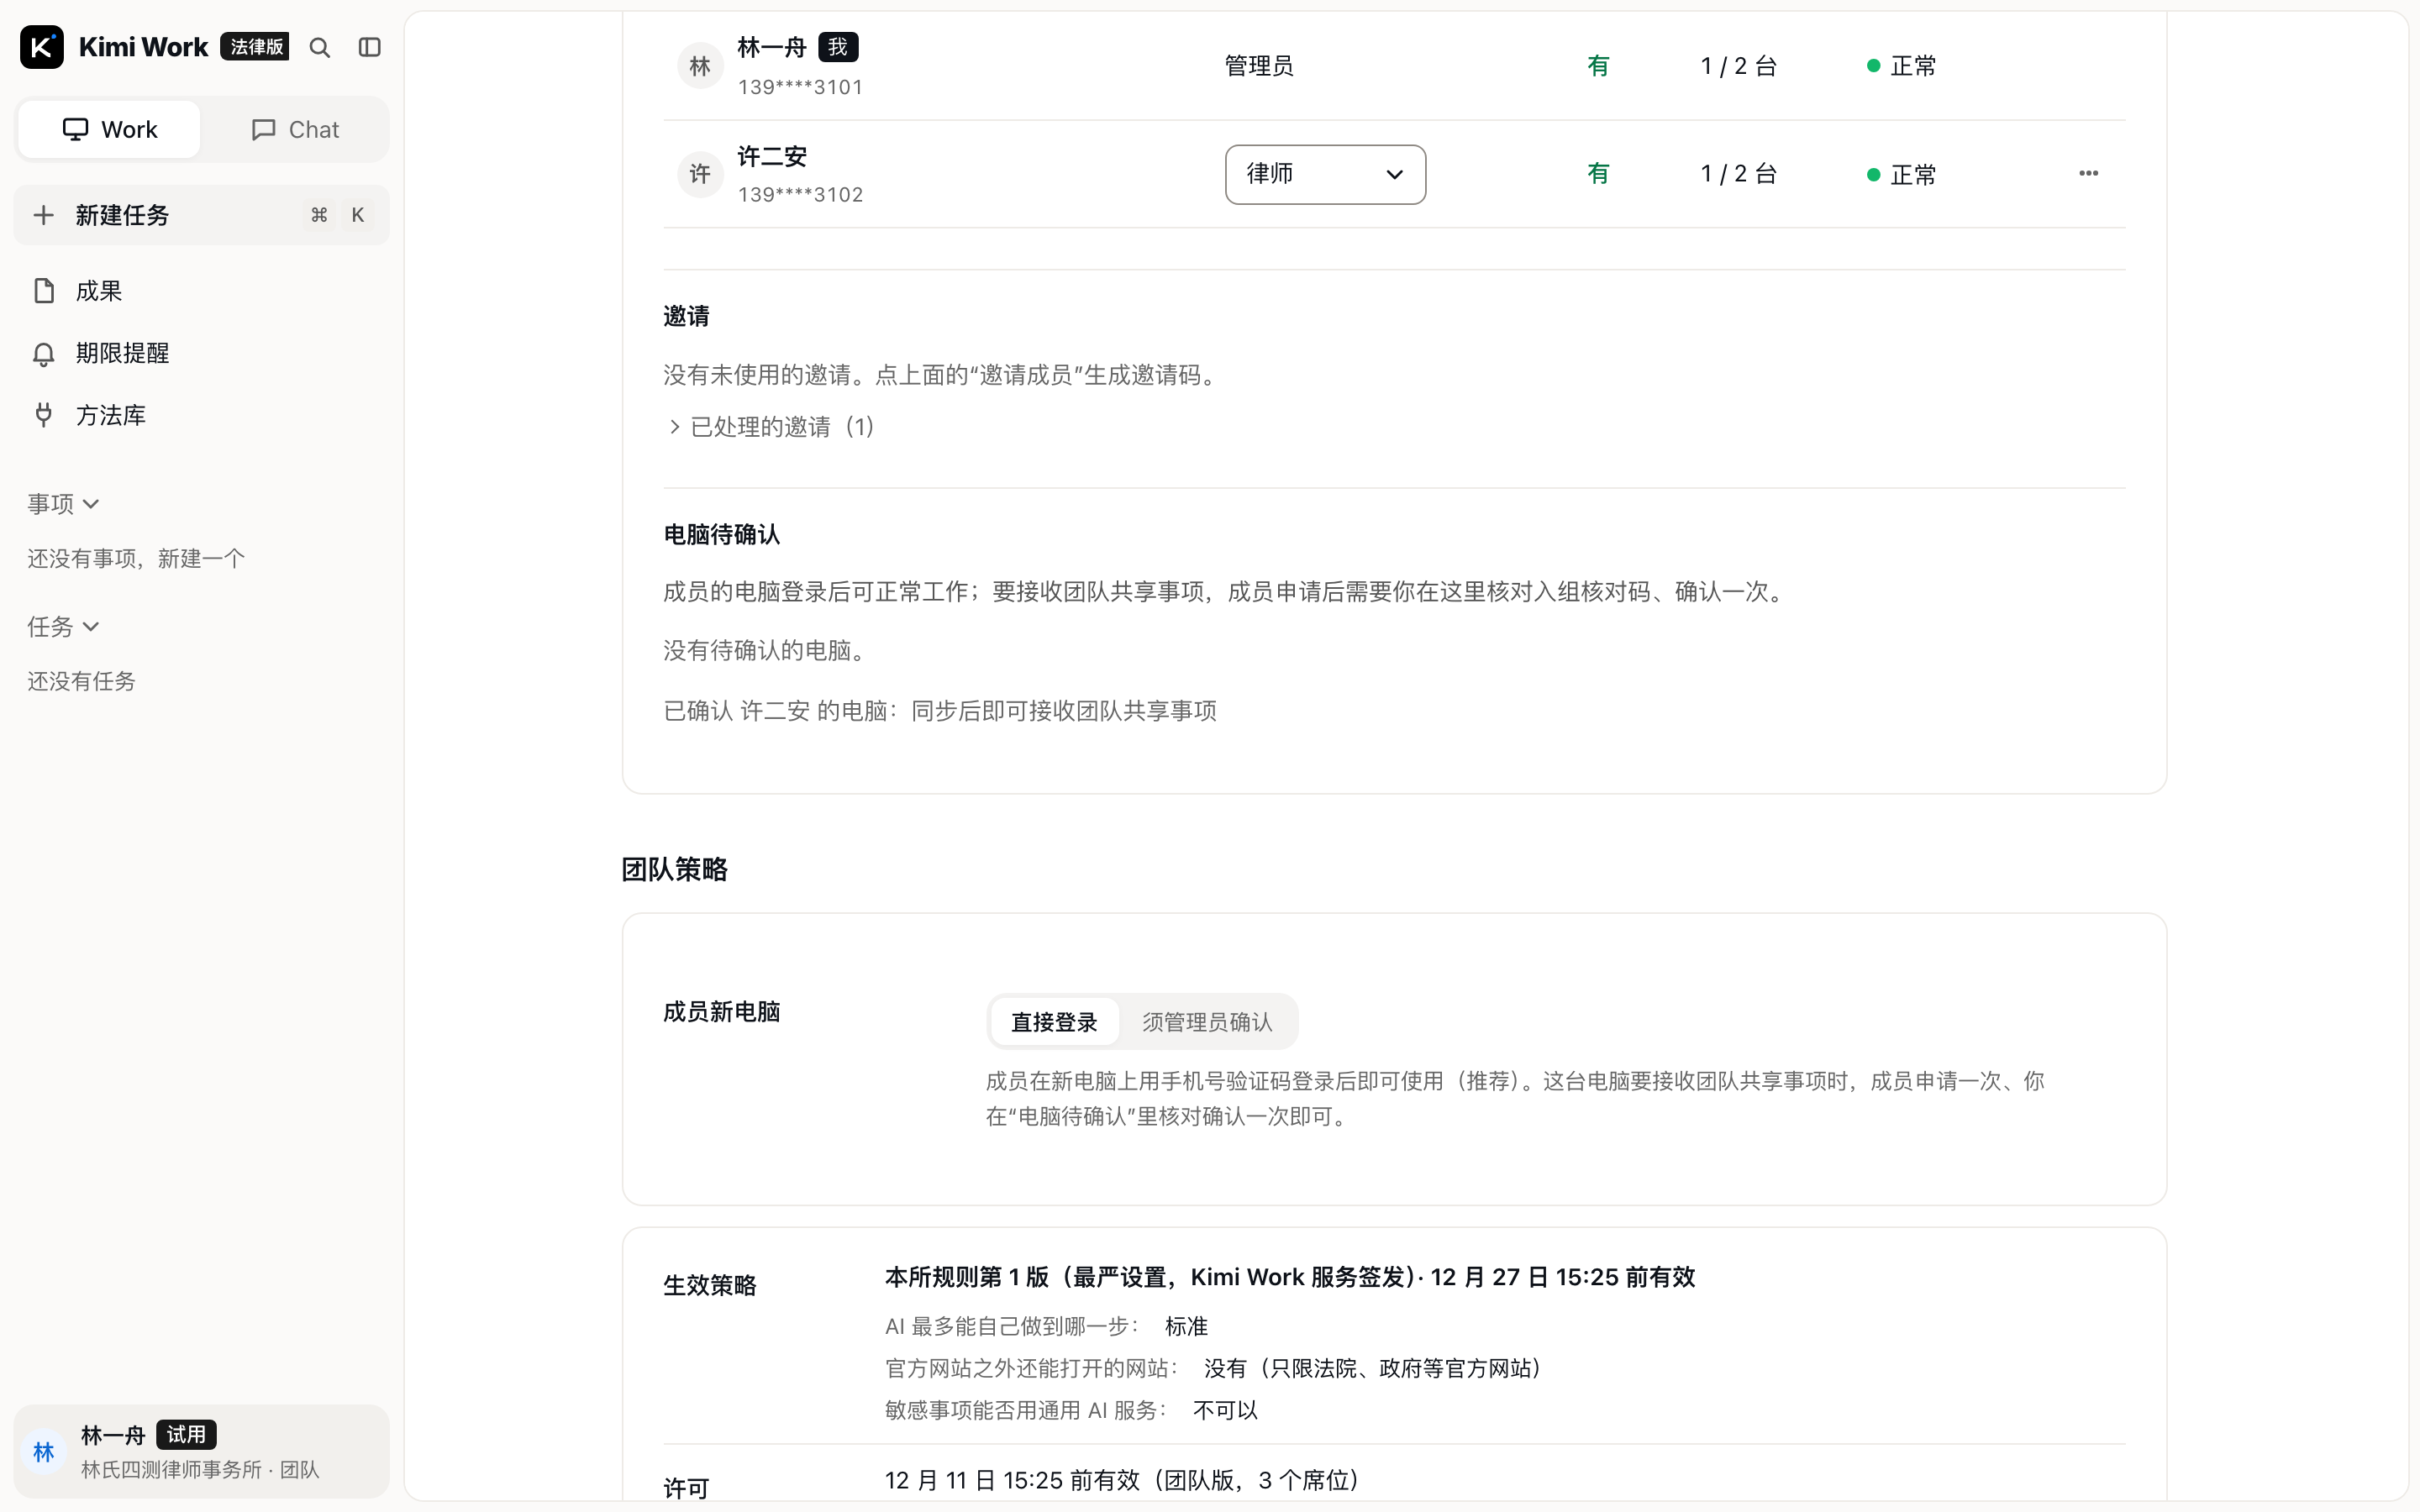 Kimi Work 法律版
Work
Chat
新建任务 ⌘ K
成果
期限提醒
方法库
事项
还没有事项，新建一个
任务
还没有任务
林
林一舟 试用
林氏四测律师事务所 · 团队
林
林一舟 我
139****3101
管理员
有
1 / 2 台
正常
许
许二安
139****3102
律师
有
1 / 2 台
正常
邀请
没有未使用的邀请。点上面的“邀请成员”生成邀请码。
已处理的邀请（1）
电脑待确认
成员的电脑登录后可正常工作；要接收团队共享事项，成员申请后需要你在这里核对入组核对码、确认一次。
没有待确认的电脑。
已确认 许二安 的电脑：同步后即可接收团队共享事项
团队策略
成员新电脑
直接登录
须管理员确认
成员在新电脑上用手机号验证码登录后即可使用（推荐）。这台电脑要接收团队共享事项时，成员申请一次、你
在“电脑待确认”里核对确认一次即可。
生效策略
本所规则第 1 版（最严设置，Kimi Work 服务签发）· 12 月 27 日 15:25 前有效
AI 最多能自己做到哪一步： 标准
官方网站之外还能打开的网站： 没有（只限法院、政府等官方网站）
敏感事项能否用通用 AI 服务： 不可以
许可
12 月 11 日 15:25 前有效（团队版，3 个席位）